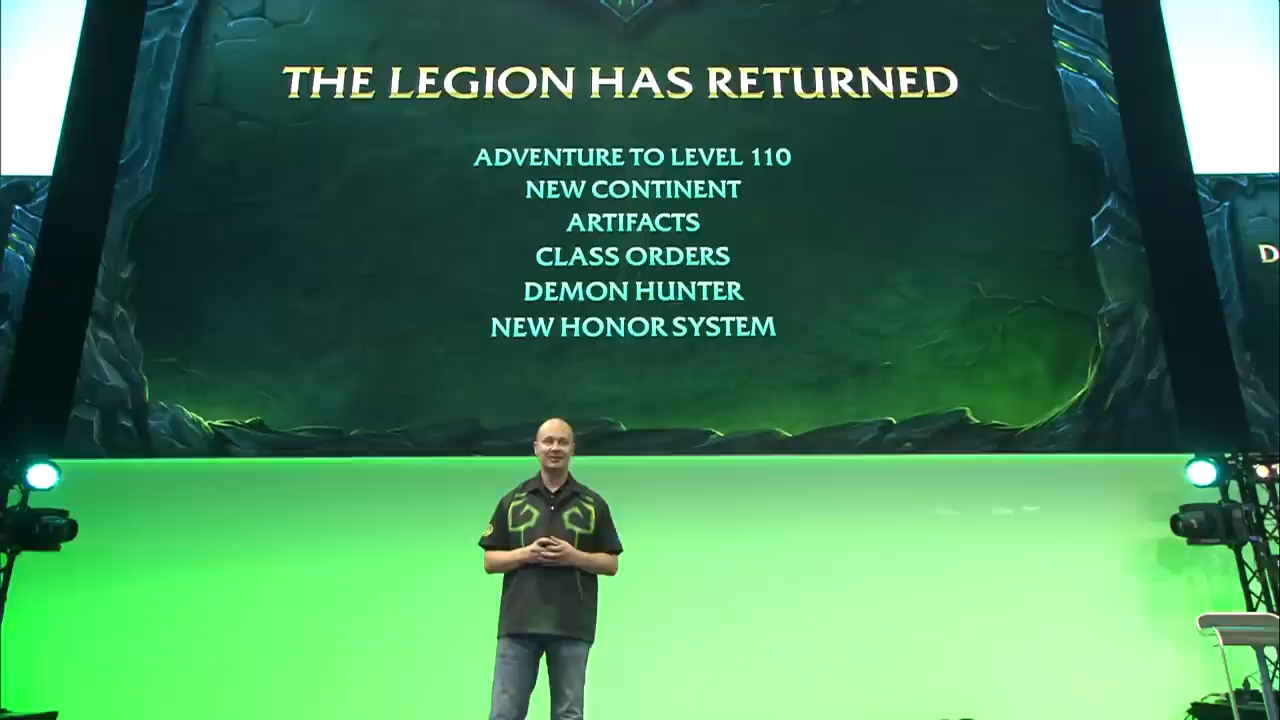 THE LEGION HAS RETURNED
ADVENTURE TO LEVEL 110
NEW CONTINENT
ARTIFACTS
CLASS ORDERS
DEMON HUNTER
NEW HONOR SYSTEM